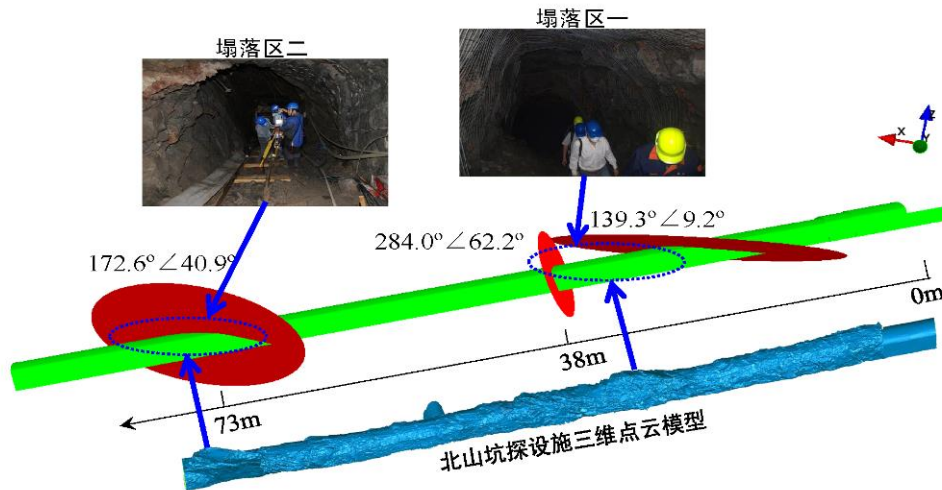 塌落区二
塌落区一
X
Z
Y
139.3º∠9.2º
284.0º∠62.2º
172.6º∠40.9º
0m
38m
73m
北山坑探设施三维点云模型